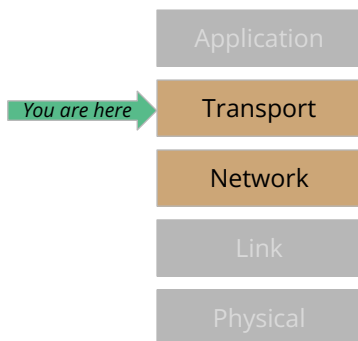 Application
You are here
Transport
Network
Link
Physical